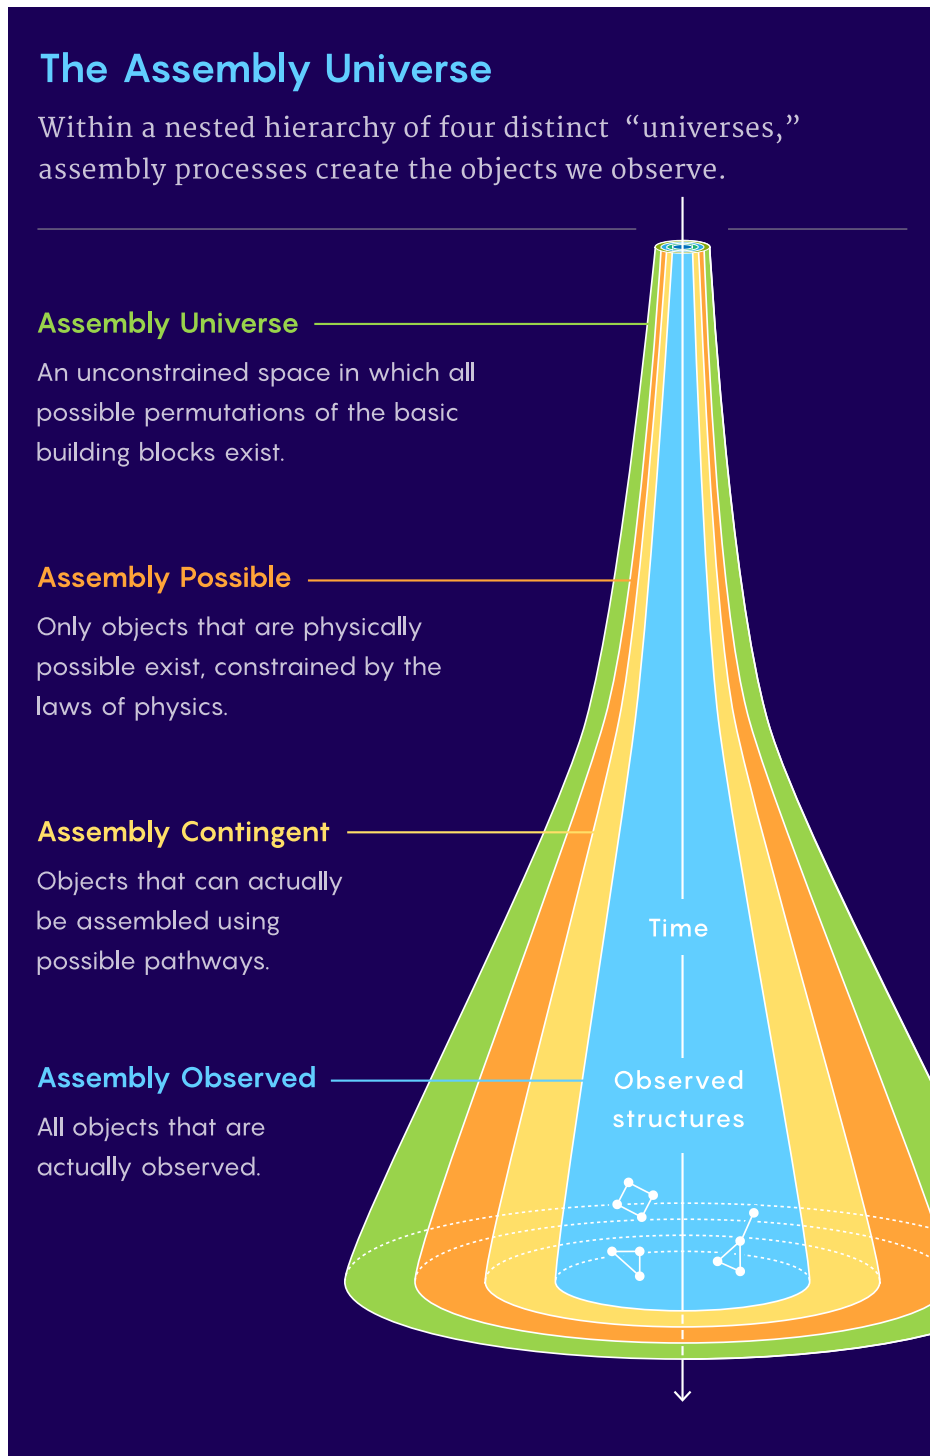 The Assembly Universe
Within a nested hierarchy of four distinct “universes,”
assembly processes create the objects we observe.
Assembly Universe
An unconstrained space in which all
possible permutations of the basic
building blocks exist.
Assembly Possible
Only objects that are physically
possible exist, constrained by the
laws of physics.
Assembly Contingent
Objects that can actually
be assembled using
possible pathways.
Time
Assembly Observed
All objects that are
actually observed.
Observed
structures